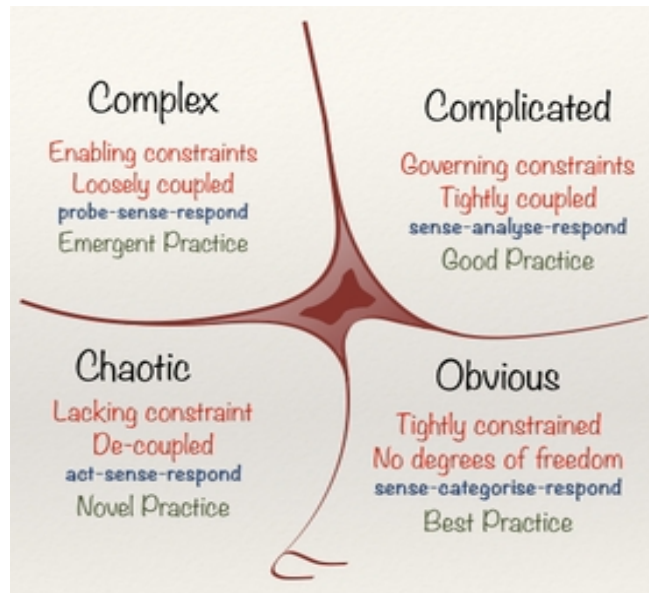 Complex
Enabling constraints
Loosely coupled
probe-sense-respond
Emergent Practice
Complicated
Governing constraints
Tightly coupled
sense-analyse-respond
Good Practice
Chaotic
Lacking constraint
De-coupled
act-sense-respond
Novel Practice
Obvious
Tightly constrained
No degrees of freedom
sense-categorise-respond
Best Practice